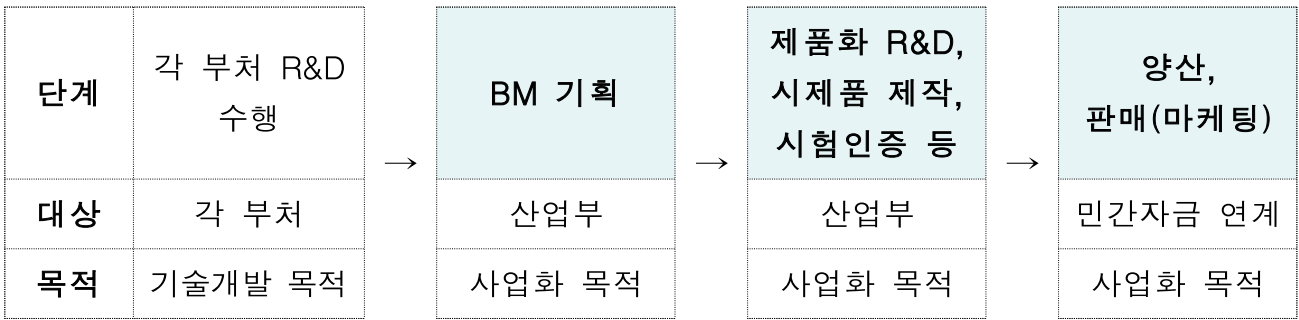 단계
각 부처 R&D
수행
→
BM 기획
→
제품화 R&D,
시제품 제작,
시험인증 등
→
양산,
판매(마케팅)
대상
각 부처
산업부
산업부
민간자금 연계
목적
기술개발 목적
사업화 목적
사업화 목적
사업화 목적